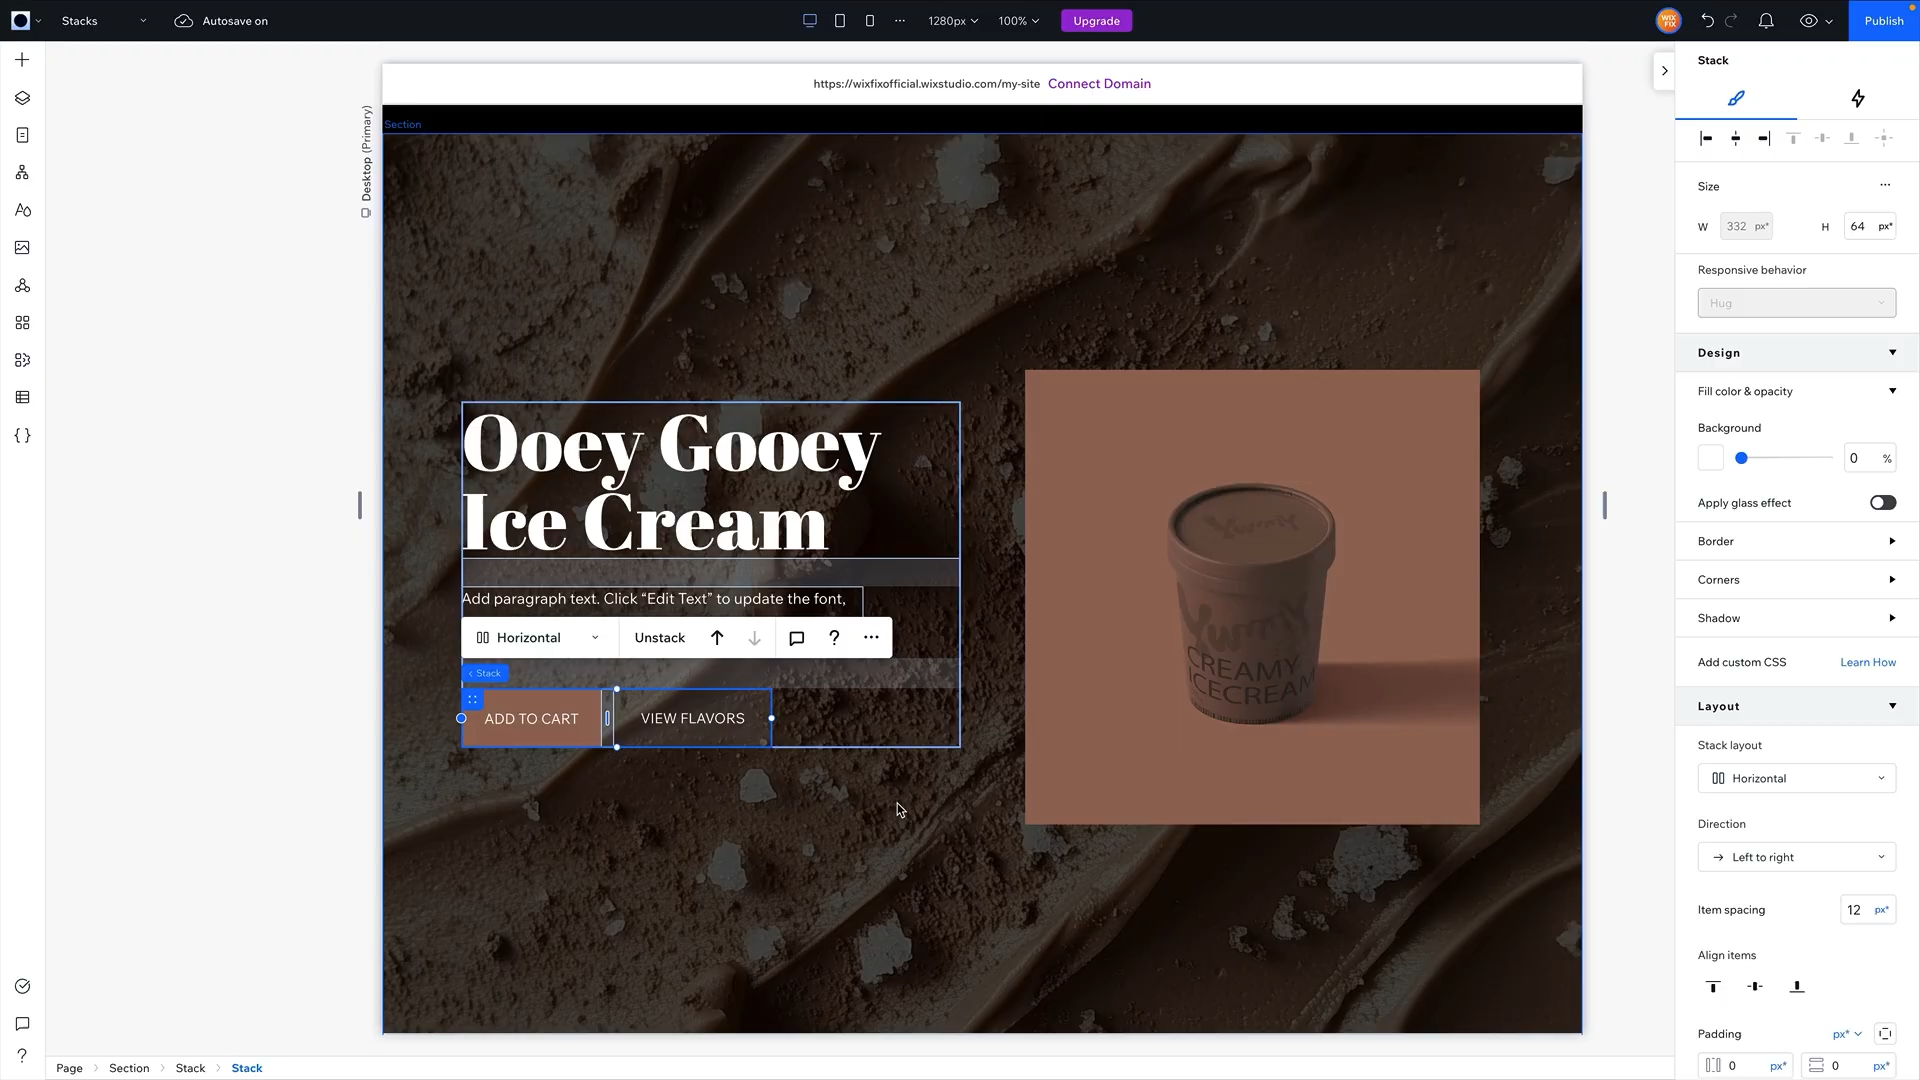 Stacks
Autosave on
1280px
100%
Upgrade
WIX
FIX
Publish
https://wixfixofficial.wixstudio.com/my-site Connect Domain
Section
Desktop (Primary)
Ooey Gooey
Ice Cream
Add paragraph text. Click “Edit Text” to update the font,
Horizontal
Unstack
?
Stack
ADD TO CART
VIEW FLAVORS
Yummy
Yummy
CREAMY
ICECREAM
Stack
Size
W 332 px*
H 64 px*
Responsive behavior
Hug
Design
Fill color & opacity
Background
0 %
Apply glass effect
Border
Corners
Shadow
Add custom CSS Learn How
Layout
Stack layout
Horizontal
Direction
Left to right
Item spacing 12 px*
Align items
Padding px*
0 px* 0 px*
?
Page Section Stack Stack